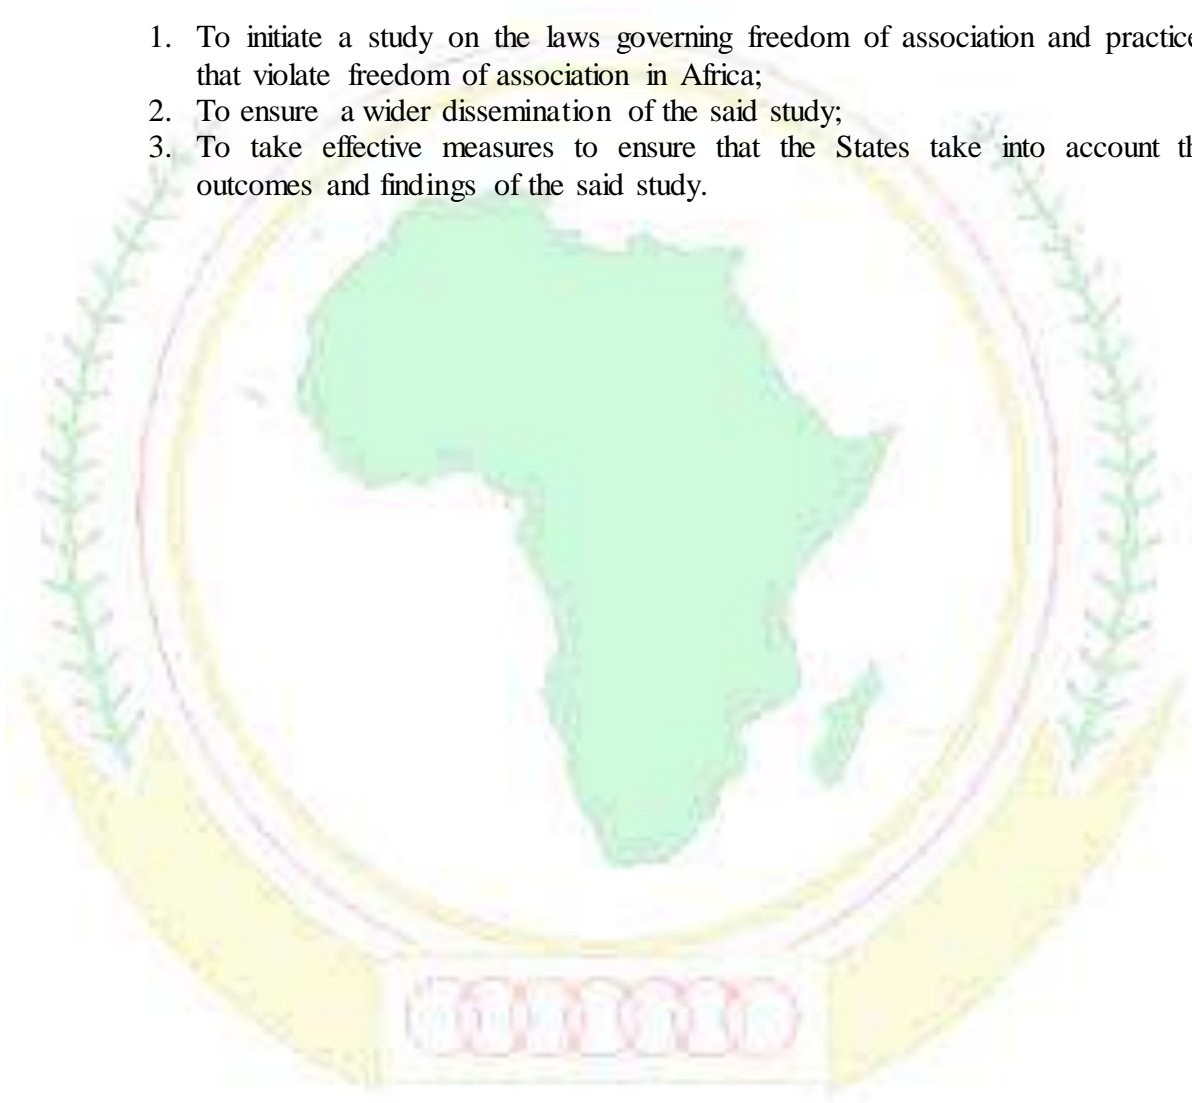 1. To initiate a study on the laws governing freedom of association and practice
that violate freedom of association in Africa;
2. To ensure a wider dissemination of the said study;
3. To take effective measures to ensure that the States take into account th
outcomes and findings of the said study.